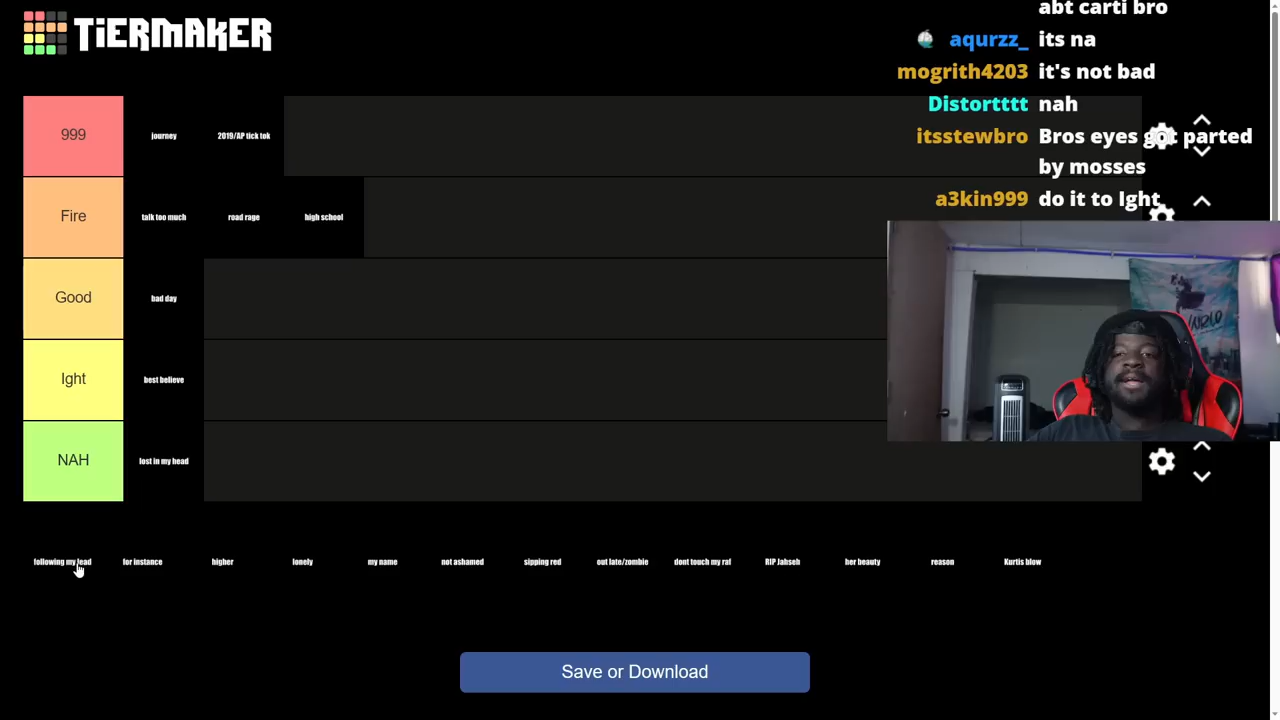 TiERMAKER
abt carti bro
aqurzz_ its na
mogrith4203 it's not bad
Distortttt nah
itsstewbro Bros eyes got parted
by mosses
a3kin999 do it to Ight
999
journey
2019/AP tick tok
Fire
talk too much
road rage
high school
Good
bad day
Ight
best believe
NAH
lost in my head
following my lead
for instance
higher
lonely
my name
not ashamed
sipping red
out late/zombie
dont touch my raf
RIP Jahseh
her beauty
reason
Kurtis blow
Save or Download